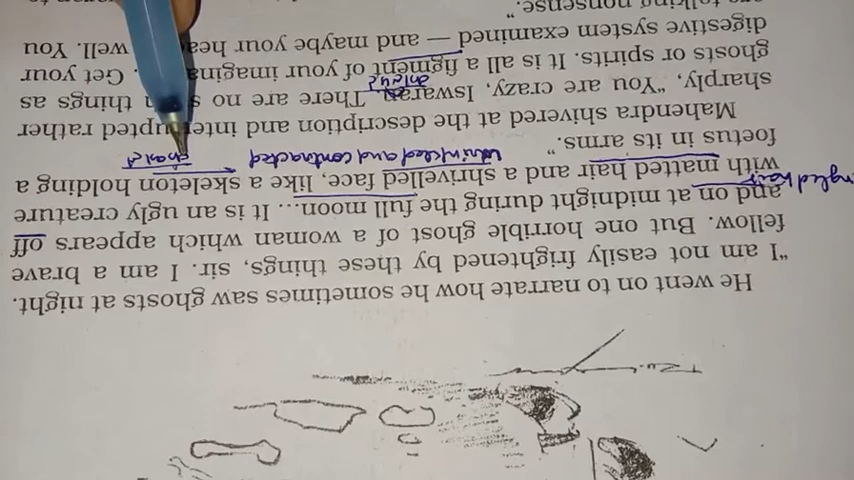 He went on to narrate how he sometimes saw ghosts at night.
“I am not easily frightened by these things, sir. I am a brave
fellow. But one horrible ghost of a woman which appears off
and on at midnight during the full moon... It is an ugly creature
with matted hair and a shrivelled face, like a skeleton holding a
wrinkled and contracted
foetus in its arms.”
Mahendra shivered at the description and interrupted rather
sharply, “You are crazy, Iswaran. There are no things as
ghosts or spirits. It is all a figment of your Get your
digestive system examined — and maybe your well. You
are talking nonsense.”